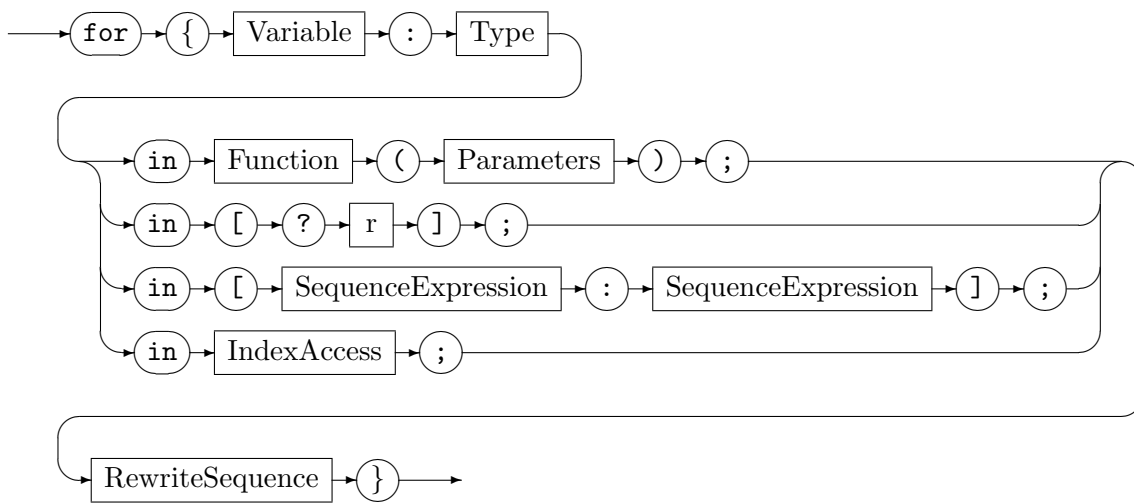 for { Variable : Type
in Function ( Parameters ) ;
in [ ? r ] ;
in [ SequenceExpression : SequenceExpression ] ;
in IndexAccess ;
RewriteSequence }